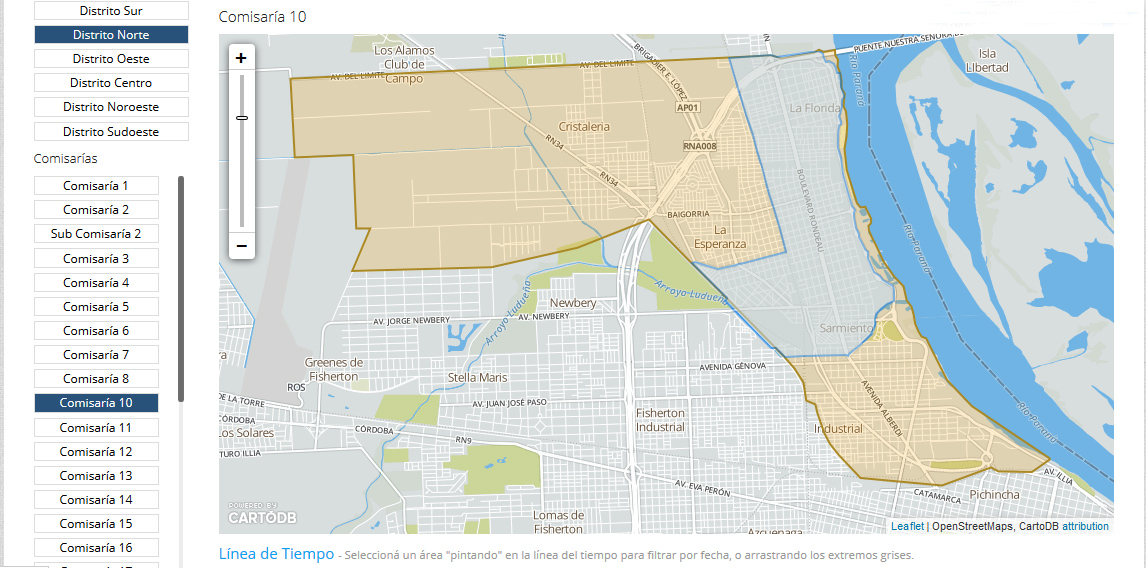 Distrito Sur
Distrito Norte
Distrito Oeste
Distrito Centro
Distrito Noroeste
Distrito Sudoeste
Comisarías
Comisaría 1
Comisaría 2
Sub Comisaría 2
Comisaría 3
Comisaría 4
Comisaría 5
Comisaría 6
Comisaría 7
Comisaría 8
Comisaría 10
Comisaría 11
Comisaría 12
Comisaría 13
Comisaría 14
Comisaría 15
Comisaría 16
Comisaría 10
+
−
Los Alamos
Club de
Campo
BRIGADIER E. LÓPEZ
PUENTE NUESTRA SEÑORA
Isla
Libertad
AV. DEL LIMITE
AV. DEL LIMITE
Río Paraná
AP01
La Florida
Cristaleria
RN34
RNA008
RN34
BOULEVARD RONDEAU
BAIGORRIA
La
Esperanza
Río Paraná
Arroyo Ludueña
Arroyo Ludueña
Newbery
AV. JORGE NEWBERY
AV. NEWBERY
Sarmiento
Greenes de
Fisherton
Stella Maris
AVENIDA GÉNOVA
ROS
DE LA TORRE
AV. JUAN JOSÉ PASO
AVENIDA ALBERDI
Río Paraná
CÓRDOBA
Los Solares
CÓRDOBA
Fisherton
Industrial
Industrial
RN9
TURO ILLIA
AV. ILLIA
AV. EVA PERÓN
CATAMARCA
Pichincha
POWERED BY
CARTODB
Lomas de
Fisherton
Azcuenaga
Leaflet | OpenStreetMaps, CartoDB attribution
Línea de Tiempo - Seleccioná un área "pintando" en la línea del tiempo para filtrar por fecha, o arrastrando los extremos grises.